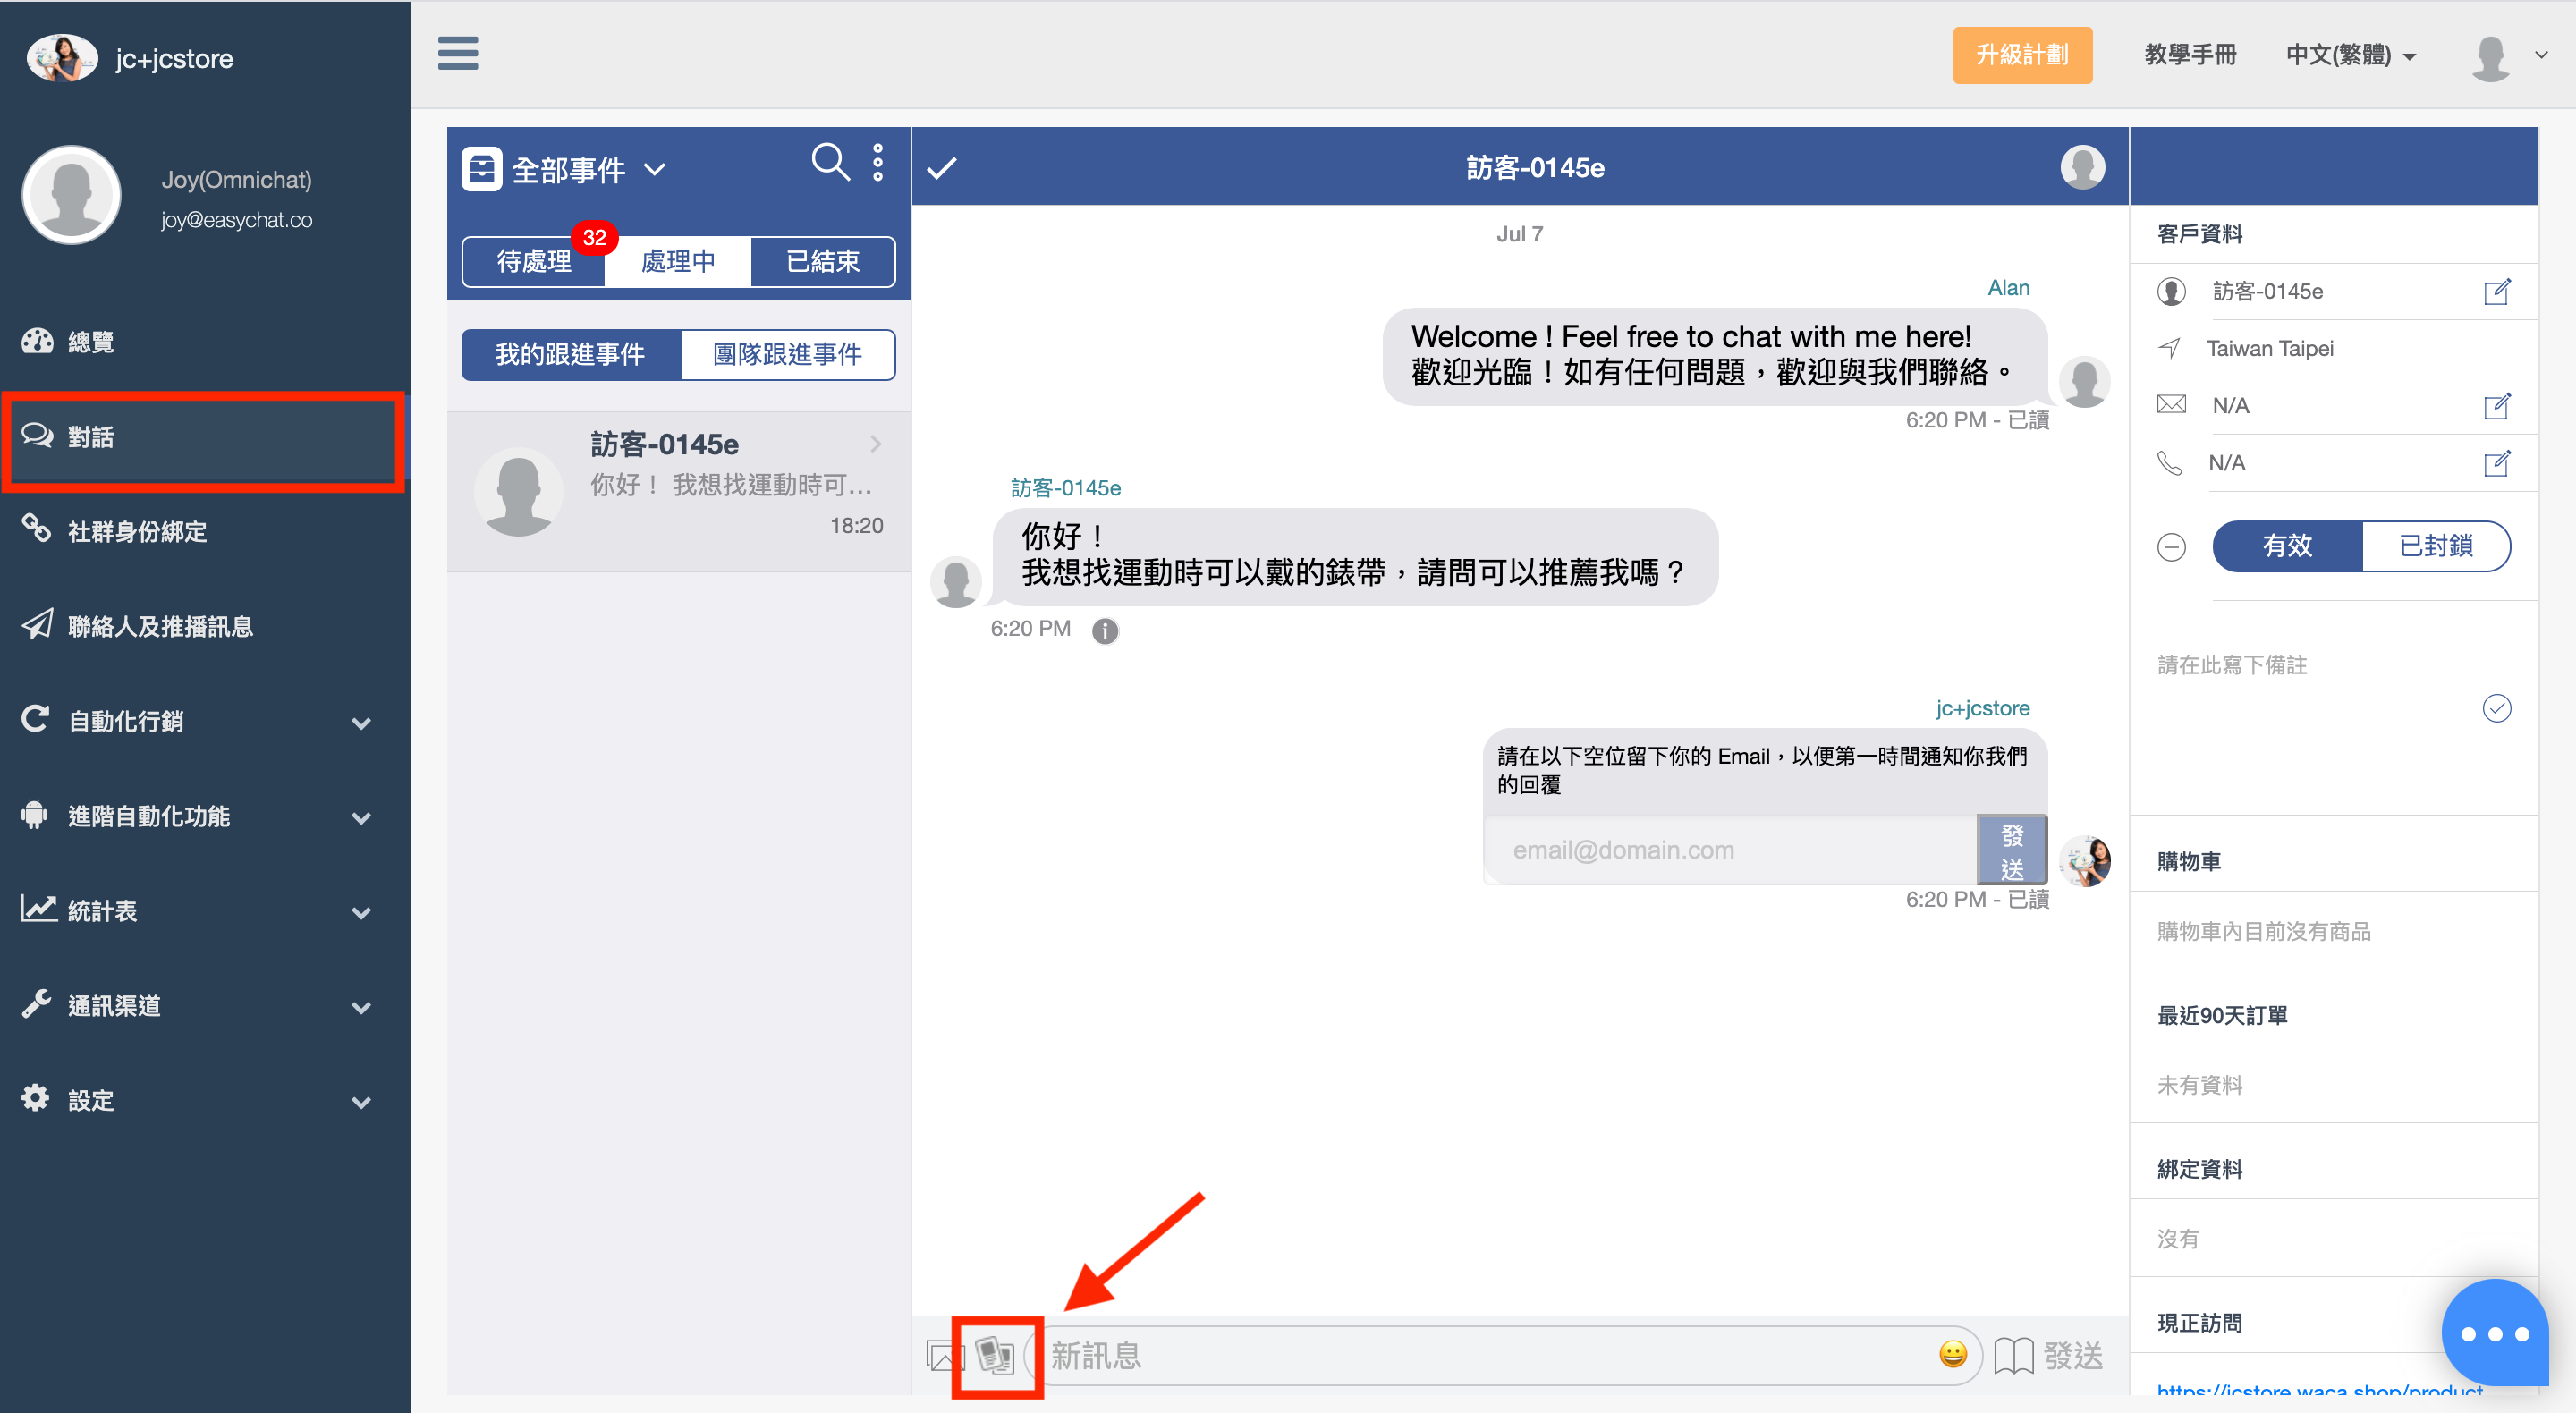 jc+jcstore
升級計劃
教學手冊
中文(繁體)
Joy(Omnichat)
joy@easychat.co
總覽
對話
社群身份綁定
聯絡人及推播訊息
自動化行銷
進階自動化功能
統計表
通訊渠道
設定
全部事件
待處理
32
處理中
已結束
我的跟進事件
團隊跟進事件
訪客-0145e
你好！ 我想找運動時可...
18:20
訪客-0145e
Jul 7
Alan
Welcome ! Feel free to chat with me here!
歡迎光臨！如有任何問題，歡迎與我們聯絡。
6:20 PM - 已讀
訪客-0145e
你好！
我想找運動時可以戴的錶帶，請問可以推薦我嗎？
6:20 PM
jc+jcstore
請在以下空位留下你的 Email，以便第一時間通知你我們
的回覆
email@domain.com
發
送
6:20 PM - 已讀
新訊息
發送
客戶資料
訪客-0145e
Taiwan Taipei
N/A
N/A
有效
已封鎖
請在此寫下備註
購物車
購物車內目前沒有商品
最近90天訂單
未有資料
綁定資料
沒有
現正訪問
https://jcstore.waca.shop/product